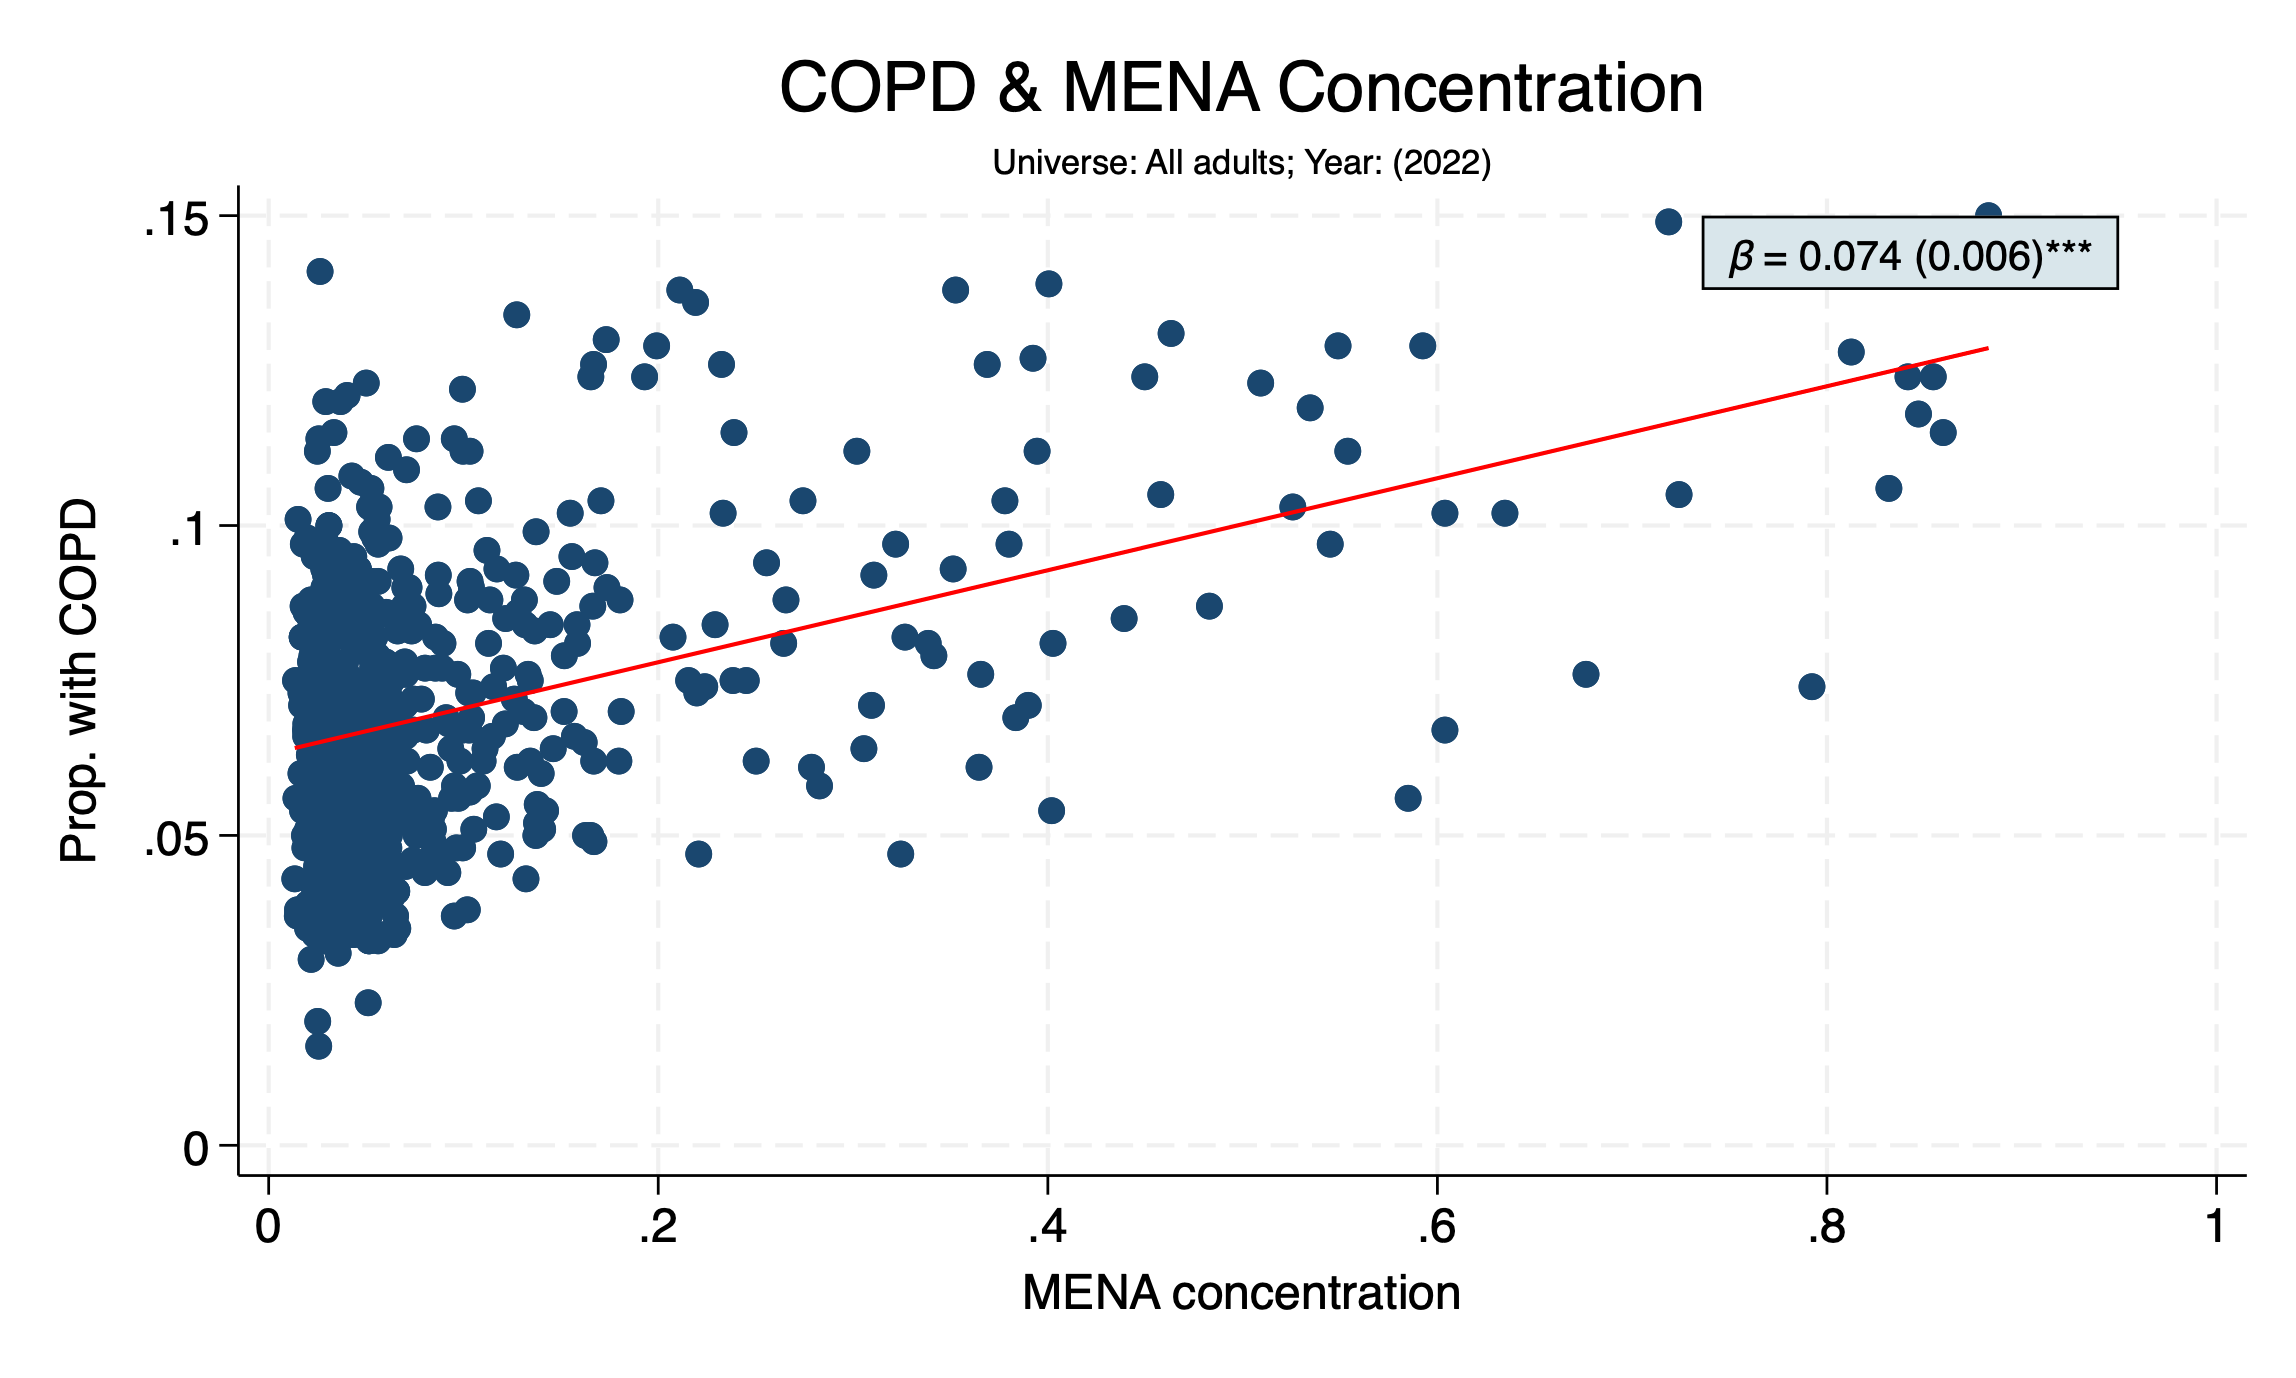 COPD & MENA Concentration
Universe: All adults; Year: (2022)
β = 0.074 (0.006)***
Prop. with COPD
.15
.1
.05
0
0 .2 .4 .6 .8 1
MENA concentration